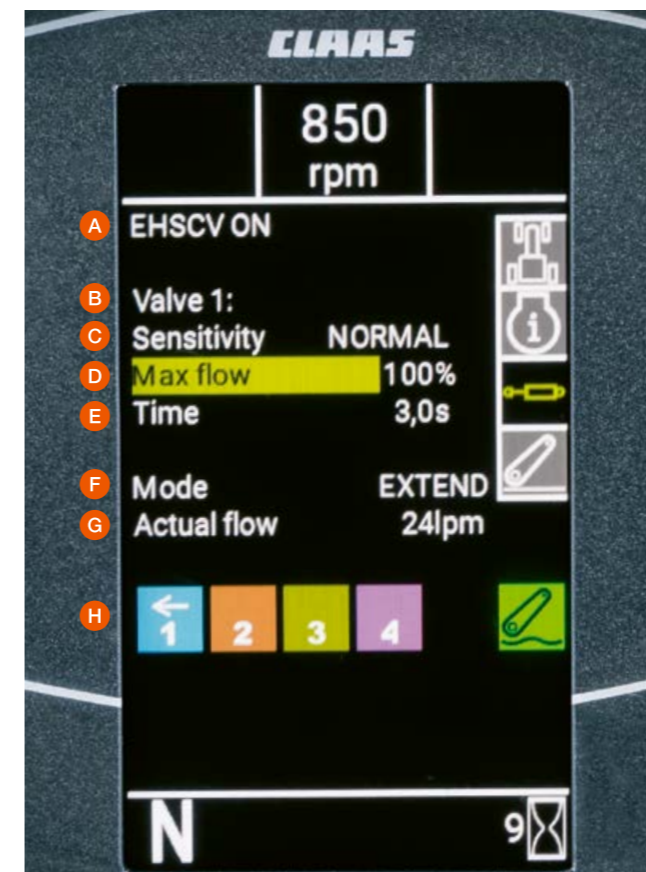 CLAAS
850
rpm
A EHSCV ON
B Valve 1:
C Sensitivity NORMAL
D Max flow 100%
E Time 3,0s
F Mode EXTEND
G Actual flow 24lpm
H 1 2 3 4
N 9